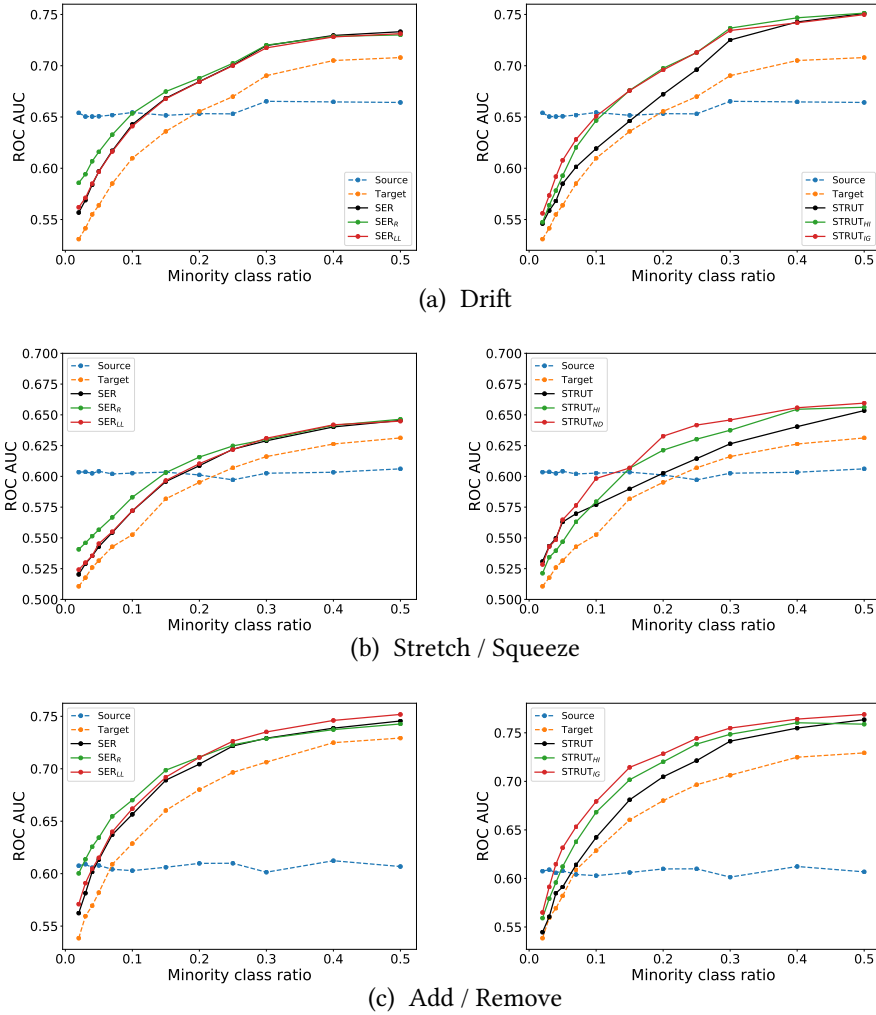 0.75
0.70
0.65
0.60
0.55
ROC AUC
0.0 0.1 0.2 0.3 0.4 0.5
Minority class ratio
Source
Target
SER
SER_R
SER_LL
0.75
0.70
0.65
0.60
0.55
ROC AUC
0.0 0.1 0.2 0.3 0.4 0.5
Minority class ratio
Source
Target
STRUT
STRUT_HI
STRUT_IG
(a) Drift
0.700
0.675
0.650
0.625
0.600
0.575
0.550
0.525
0.500
ROC AUC
0.0 0.1 0.2 0.3 0.4 0.5
Minority class ratio
Source
Target
SER
SER_R
SER_LL
0.700
0.675
0.650
0.625
0.600
0.575
0.550
0.525
0.500
ROC AUC
0.0 0.1 0.2 0.3 0.4 0.5
Minority class ratio
Source
Target
STRUT
STRUT_HI
STRUT_ND
(b) Stretch / Squeeze
0.75
0.70
0.65
0.60
0.55
ROC AUC
0.0 0.1 0.2 0.3 0.4 0.5
Minority class ratio
Source
Target
SER
SER_R
SER_LL
0.75
0.70
0.65
0.60
0.55
ROC AUC
0.0 0.1 0.2 0.3 0.4 0.5
Minority class ratio
Source
Target
STRUT
STRUT_HI
STRUT_IG
(c) Add / Remove